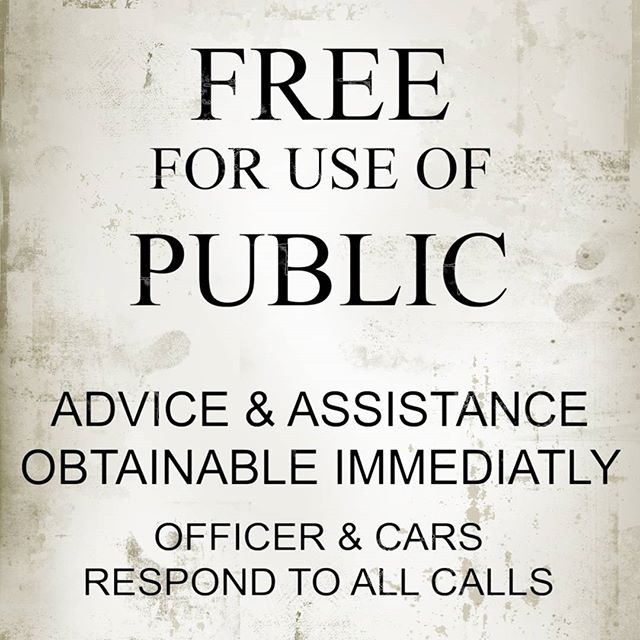 FREE
FOR USE OF
PUBLIC
ADVICE & ASSISTANCE
OBTAINABLE IMMEDIATLY
OFFICER & CARS
RESPOND TO ALL CALLS